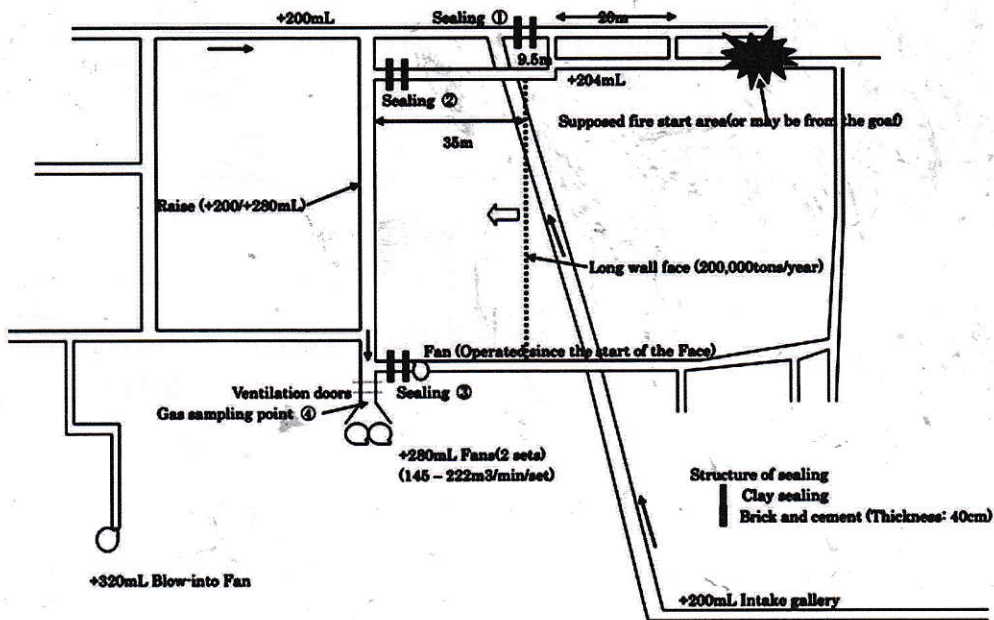 +200mL
Sealing ①
20m
9.5m
+204mL
Sealing ②
Supposed fire start area(or may be from the goaf)
35m
Raise (+200/+280mL)
Long wall face (200,000tons/year)
Fan (Operated since the start of the Face)
Ventilation doors
Sealing ③
Gas sampling point ④
+280mL Fans(2 sets)
(145 – 222m3/min/set)
Structure of sealing
Clay sealing
Brick and cement (Thickness: 40cm)
+320mL Blow-into Fan
+200mL Intake gallery